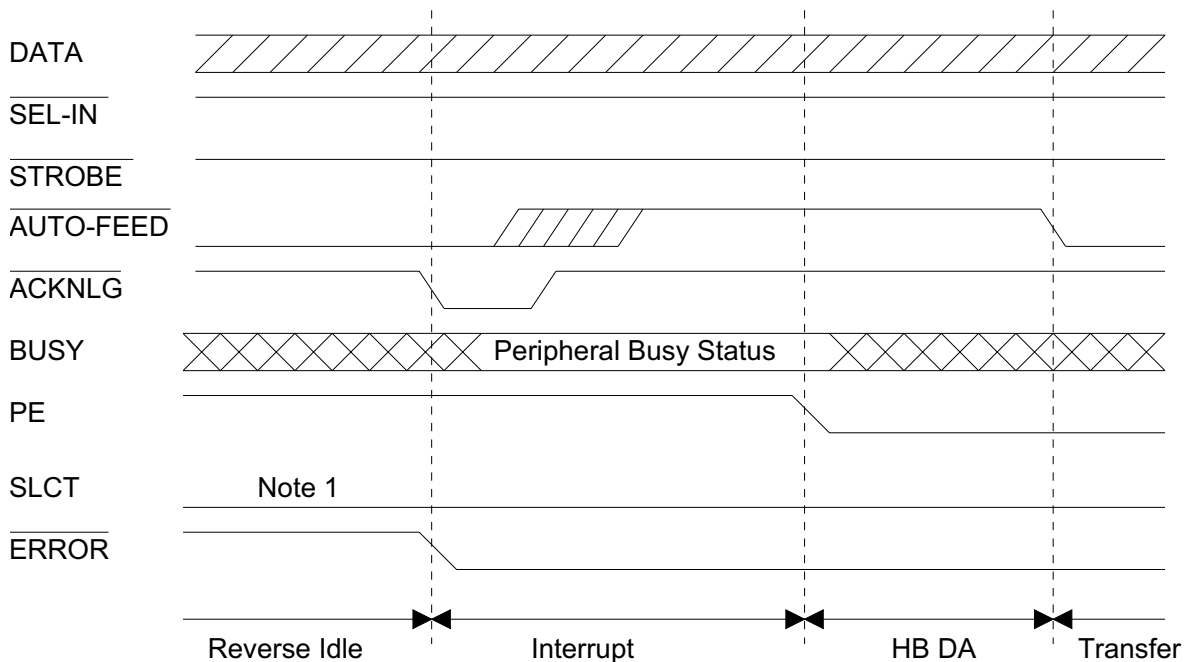 DATA
SEL-IN
STROBE
AUTO-FEED
ACKNLG
BUSY Peripheral Busy Status
PE
SLCT Note 1
ERROR
Reverse Idle Interrupt HB DA Transfer